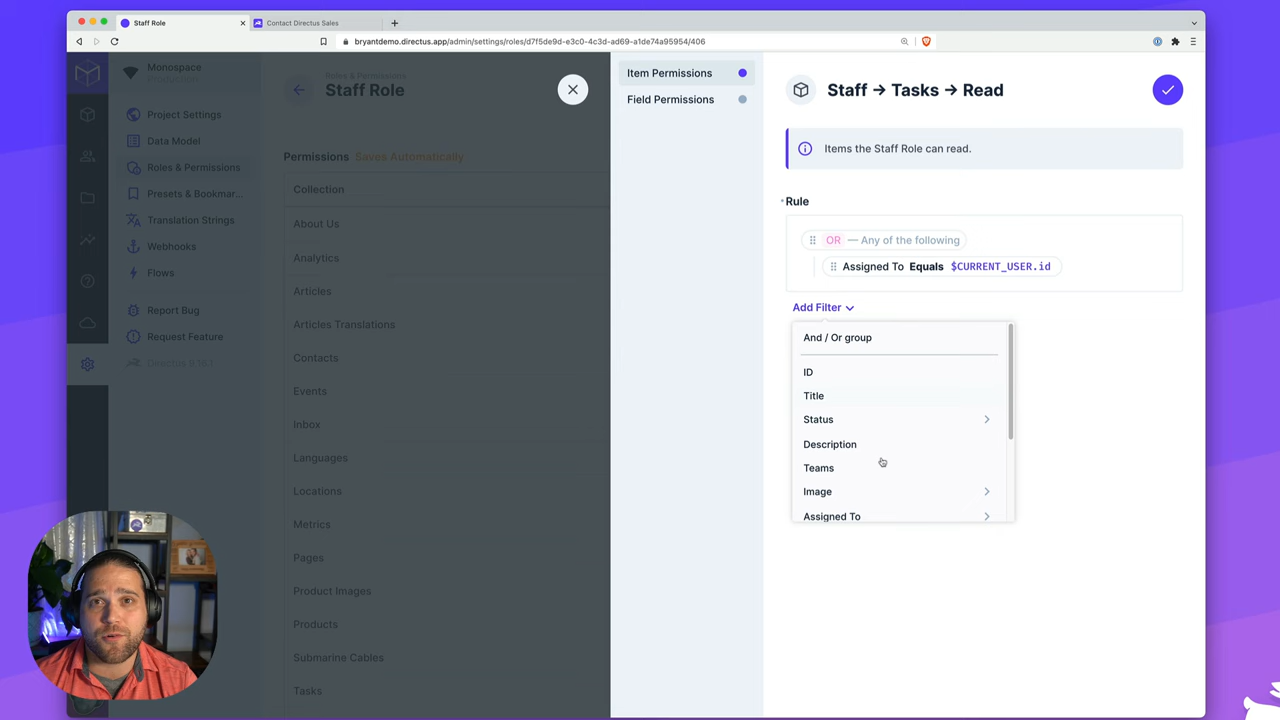 Staff Role
Contact Directus Sales
bryantdemo.directus.app/admin/settings/roles/d7f5de9d-e3c0-4c3d-ad69-a1de74a95954/406
Monospace
Project Settings
Data Model
Roles & Permissions
Presets & Bookmar...
Translation Strings
Webhooks
Flows
Report Bug
Request Feature
Roles & Permissions
Staff Role
Permissions Saves Automatically
Collection
About Us
Analytics
Articles
Articles Translations
Contacts
Events
Inbox
Languages
Locations
Metrics
Pages
Product Images
Products
Submarine Cables
Tasks
Item Permissions
Field Permissions
Staff → Tasks → Read
Items the Staff Role can read.
Rule
OR — Any of the following
Assigned To Equals $CURRENT_USER.id
Add Filter
And / Or group
ID
Title
Status
Description
Teams
Image
Assigned To